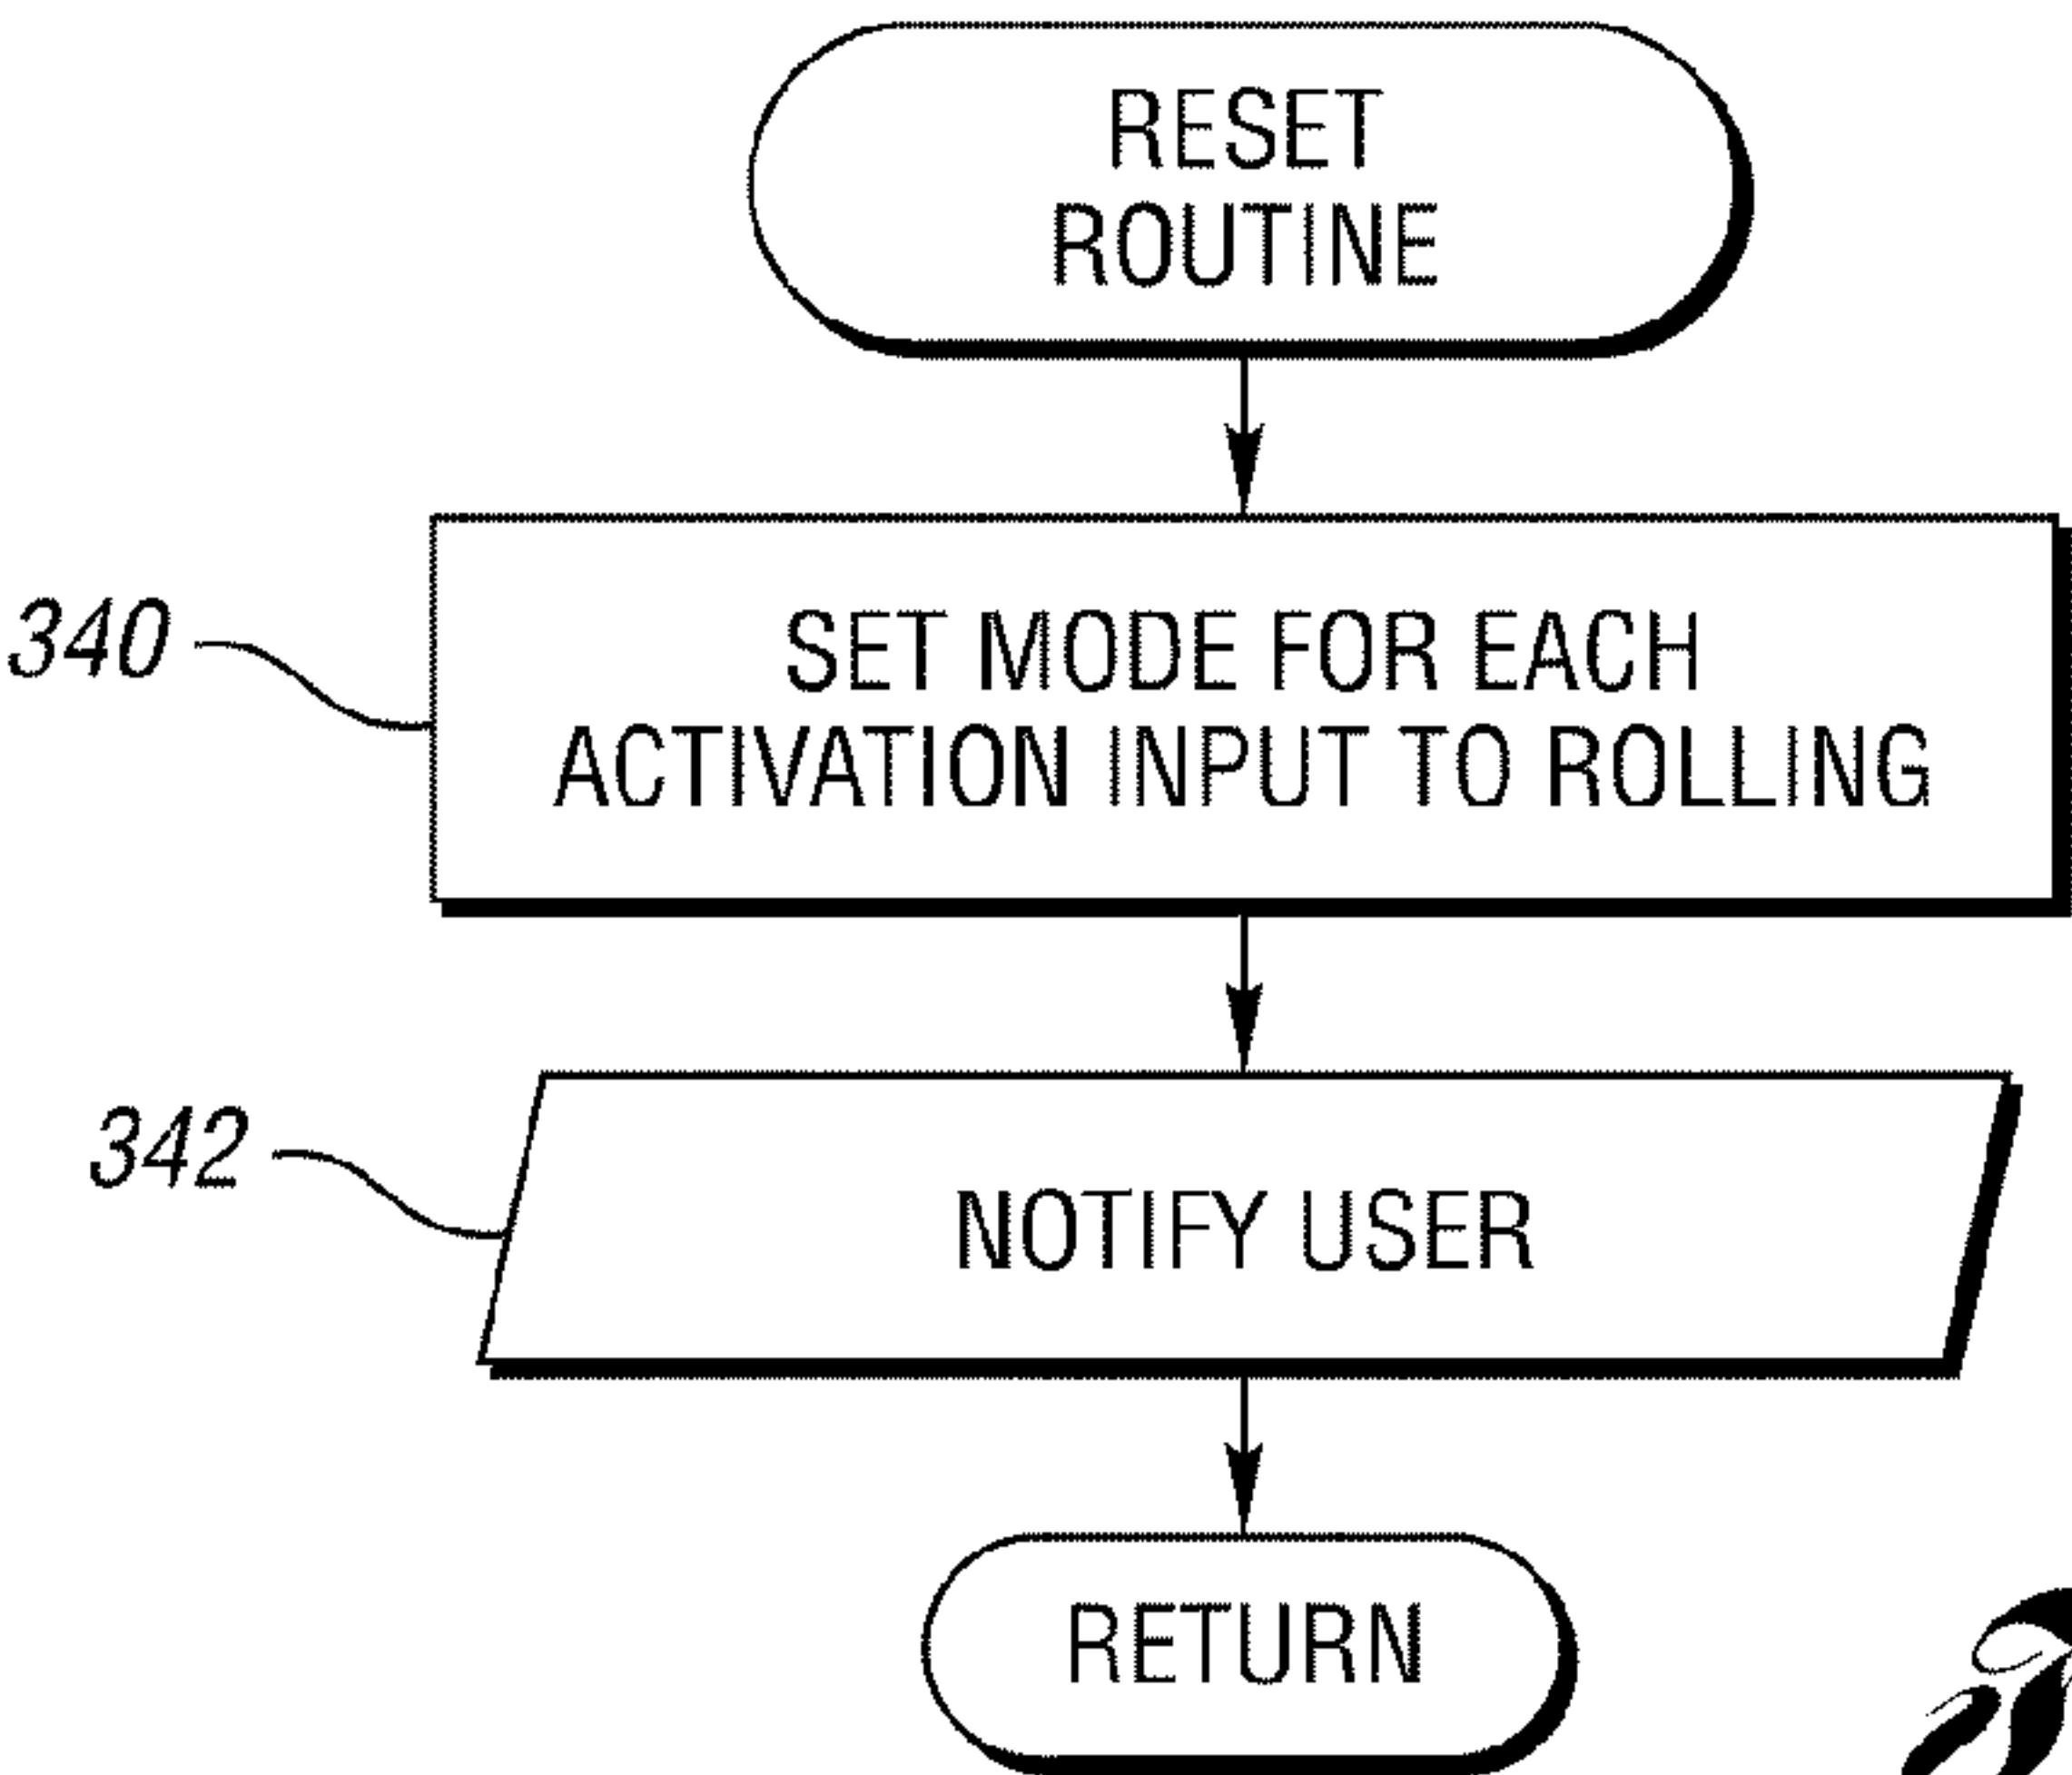 RESET
ROUTINE
340
SET MODE FOR EACH
ACTIVATION INPUT TO ROLLING
342
NOTIFY USER
RETURN